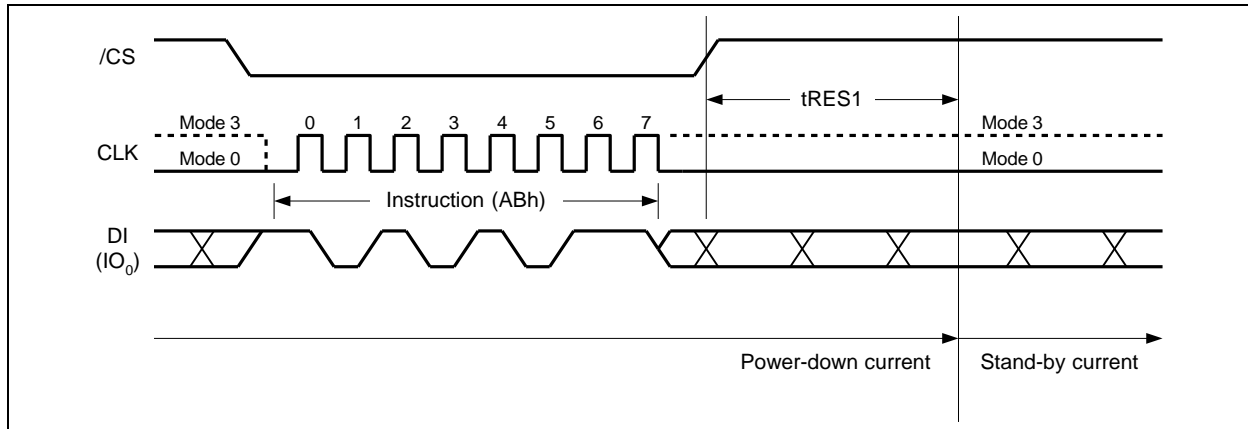 /CS
tRES1
Mode 3 0 1 2 3 4 5 6 7 Mode 3
CLK
Mode 0 Mode 0
Instruction (ABh)
DI
(IO₀)
Power-down current Stand-by current